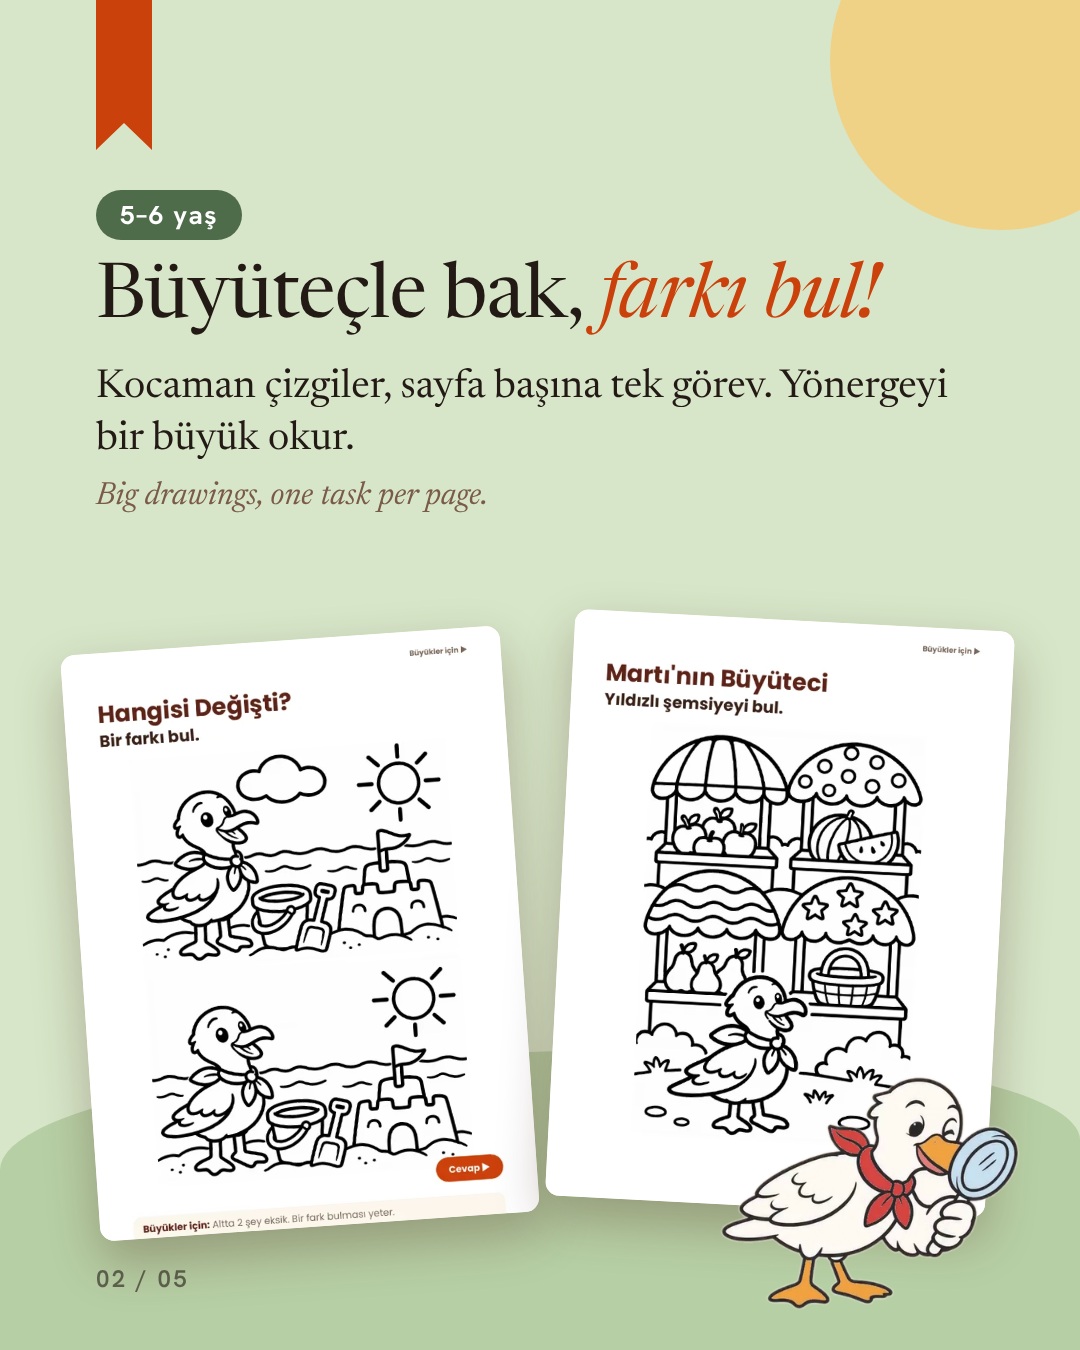 5–6 yaş
Büyüteçle bak, farkı bul!
Kocaman çizgiler, sayfa başına tek görev. Yönergeyi
bir büyük okur.
Big drawings, one task per page.
Büyükler için ▶
Hangisi Değişti?
Bir farkı bul.
Cevap ▶
Büyükler için: Altta 2 şey eksik. Bir fark bulması yeter.
Büyükler için ▶
Martı'nın Büyüteci
Yıldızlı şemsiyeyi bul.
02 / 05